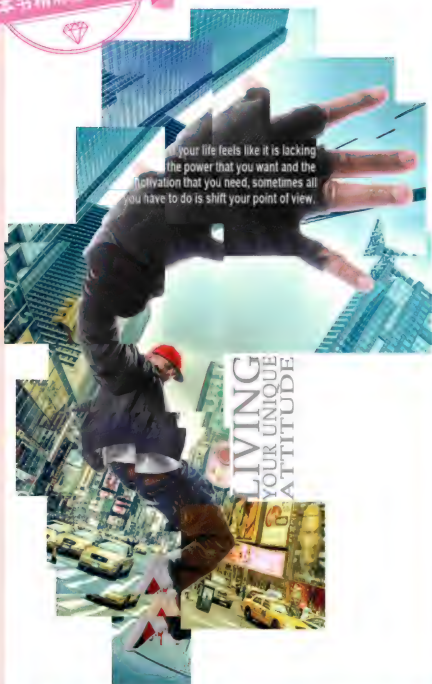 your life feels like it is lacking
the power that you want and the
motivation that you need, sometimes all
you have to do is shift your point of view.
LIVING
YOUR UNIQUE
ATTITUDE